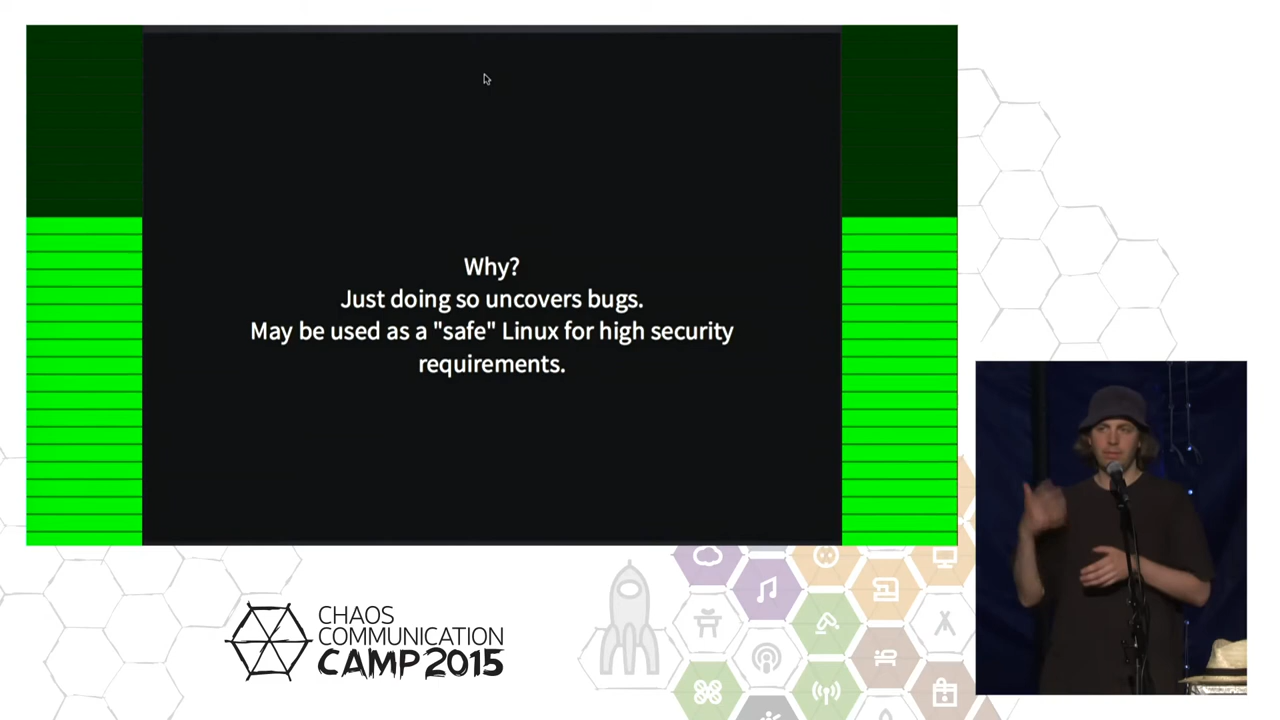 Why?
Just doing so uncovers bugs.
May be used as a "safe" Linux for high security
requirements.
CHAOS
COMMUNICATION
CAMP 2015